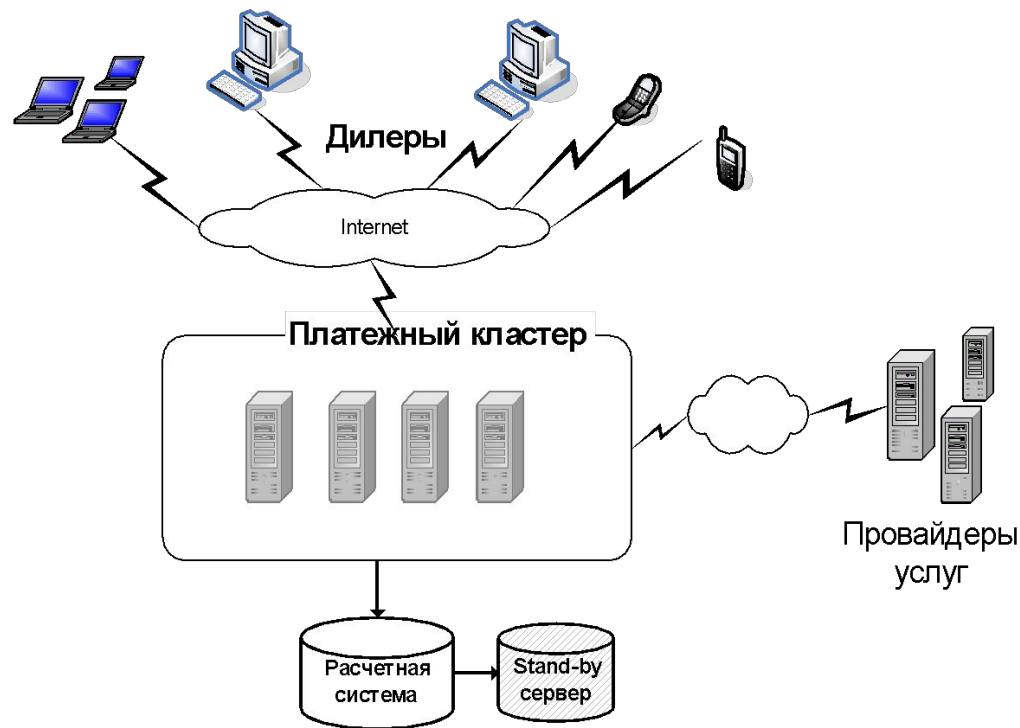 Дилеры
Internet
Платежный кластер
Провайдеры
услуг
Расчетная
система
Stand-by
сервер